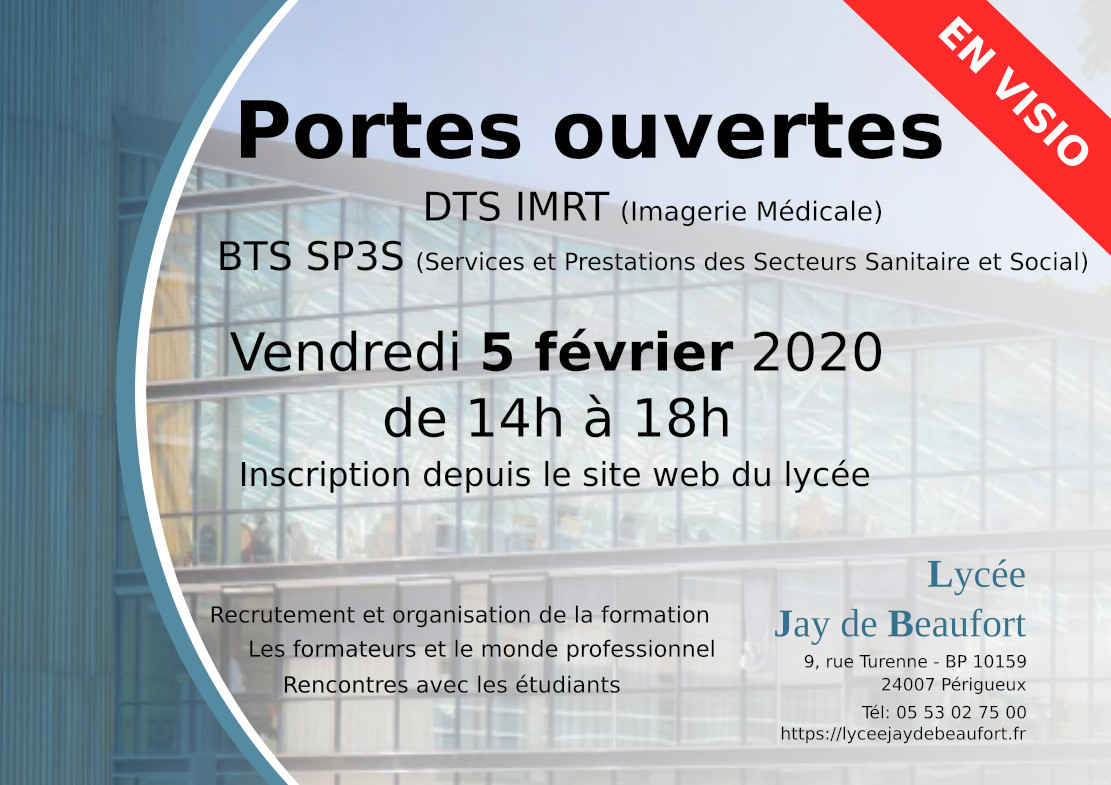 EN VISIO
Portes ouvertes
DTS IMRT (Imagerie Médicale)
BTS SP3S (Services et Prestations des Secteurs Sanitaire et Social)
Vendredi 5 février 2020
de 14h à 18h
Inscription depuis le site web du lycée
Recrutement et organisation de la formation
Les formateurs et le monde professionnel
Rencontres avec les étudiants
Lycée
Jay de Beaufort
9, rue Turenne - BP 10159
24007 Périgueux
Tél: 05 53 02 75 00
https://lyceejaydebeaufort.fr